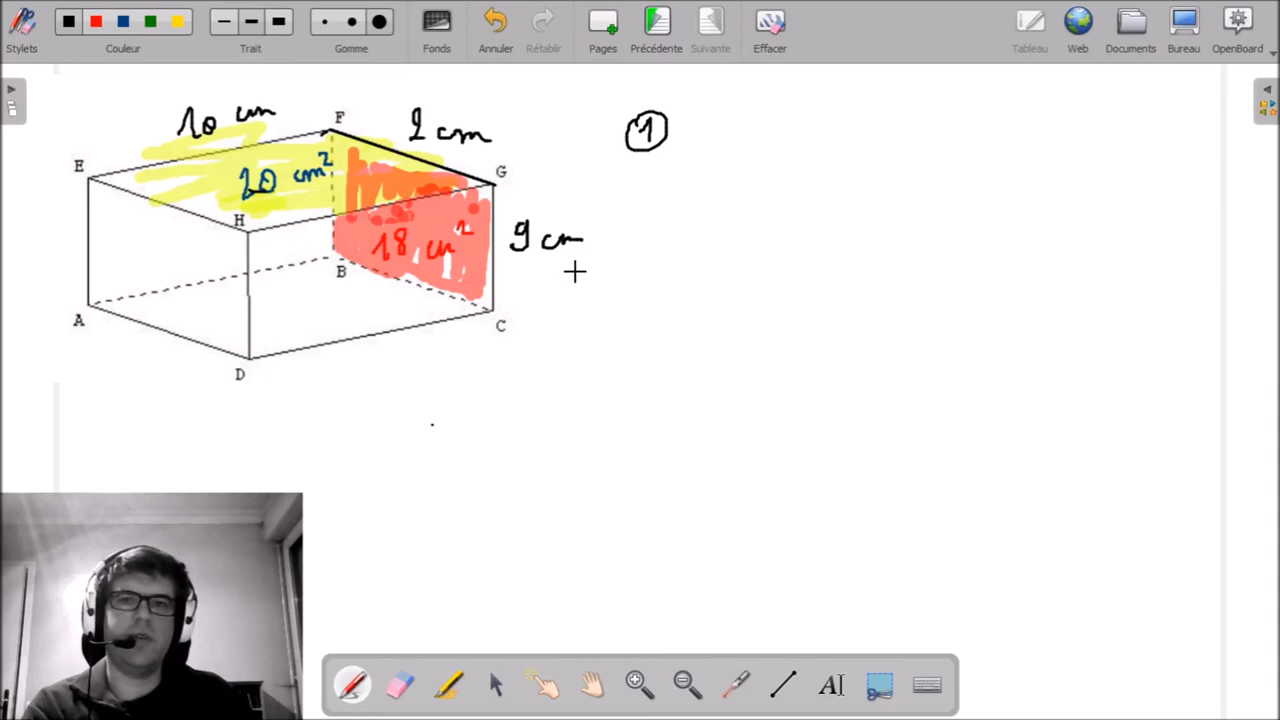 Stylets Couleur Trait Gomme Fonds Annuler Rétablir Pages Précédente Suivante Effacer Tableau Web Documents Bureau OpenBoard
10 cm F 2 cm
1
E 20 cm² G
H 18 cm² 9 cm
B
A C
D
AI